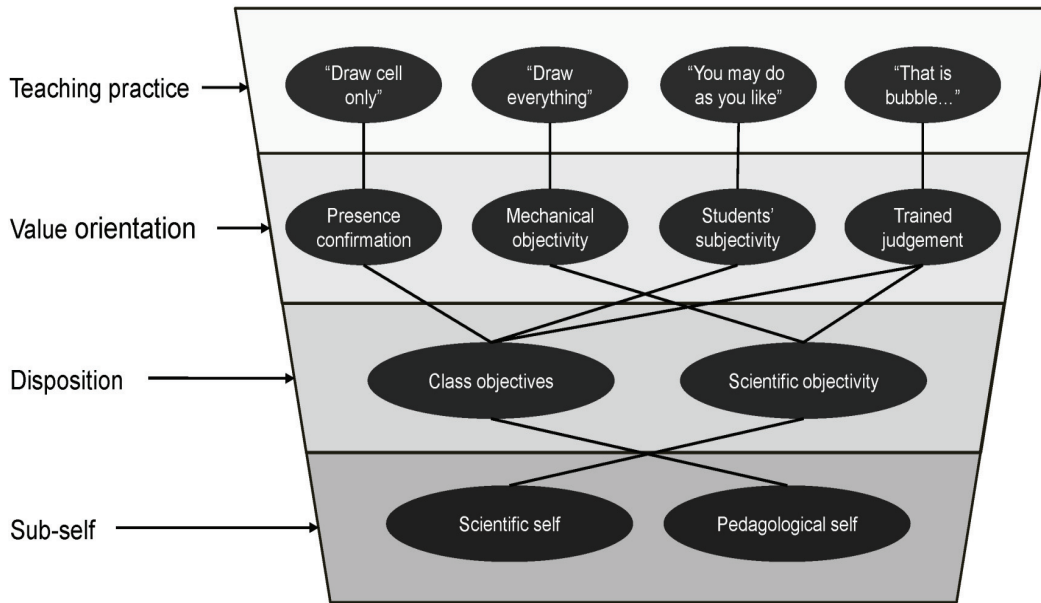 Teaching practice
“Draw cell
only”
“Draw
everything”
“You may do
as you like”
“That is
bubble…”
Value orientation
Presence
confirmation
Mechanical
objectivity
Students’
subjectivity
Trained
judgement
Disposition
Class objectives
Scientific objectivity
Sub-self
Scientific self
Pedagological self